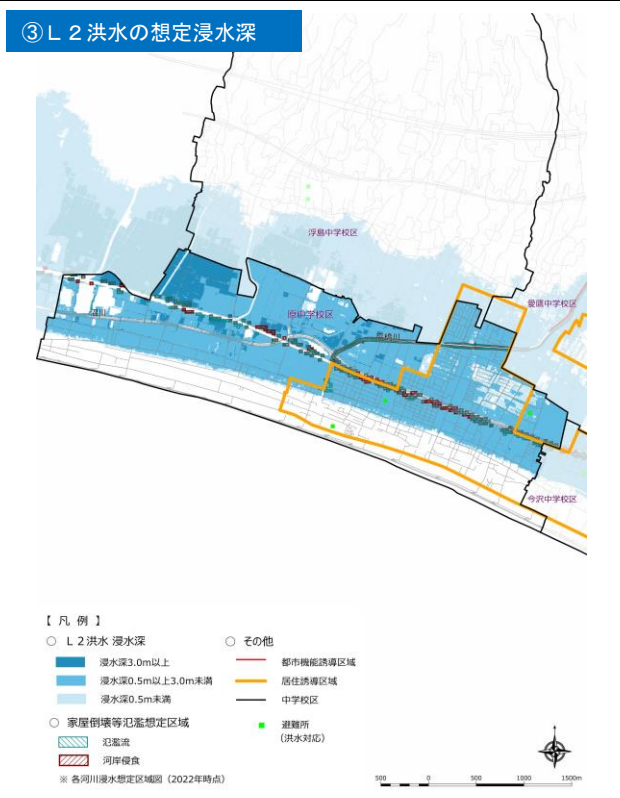 ③Ｌ２洪水の想定浸水深
浮島中学校区
愛鷹中学校区
原中学校区
沼川
高橋川
今沢中学校区
【 凡 例 】
○ Ｌ２洪水 浸水深
浸水深3.0m以上
浸水深0.5m以上3.0m未満
浸水深0.5m未満
○ 家屋倒壊等氾濫想定区域
氾濫流
河岸侵食
※ 各河川浸水想定区域図（2022年時点）
○ その他
都市機能誘導区域
居住誘導区域
中学校区
避難所
（洪水対応）
500 0 500 1000 1500m